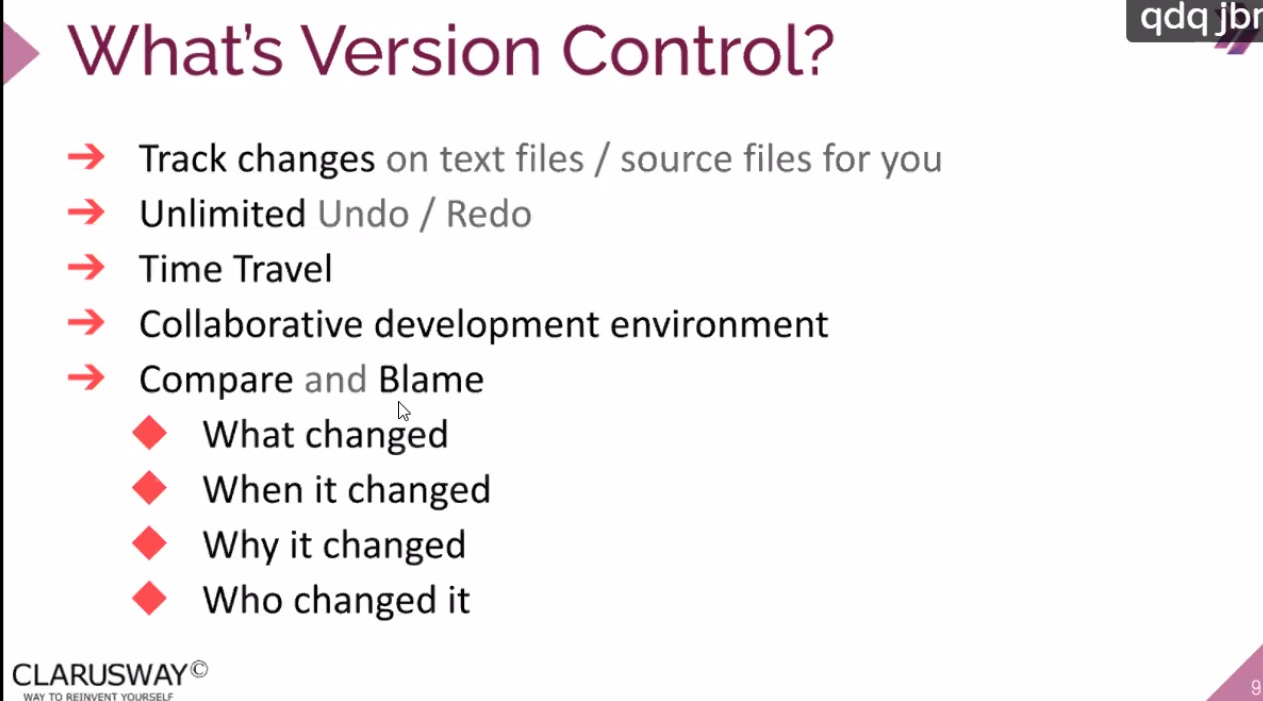 qdq jbr
What's Version Control?
➔ Track changes on text files / source files for you
➔ Unlimited Undo / Redo
➔ Time Travel
➔ Collaborative development environment
➔ Compare and Blame
◆ What changed
◆ When it changed
◆ Why it changed
◆ Who changed it
CLARUSWAY©
WAY TO REINVENT YOURSELF
9